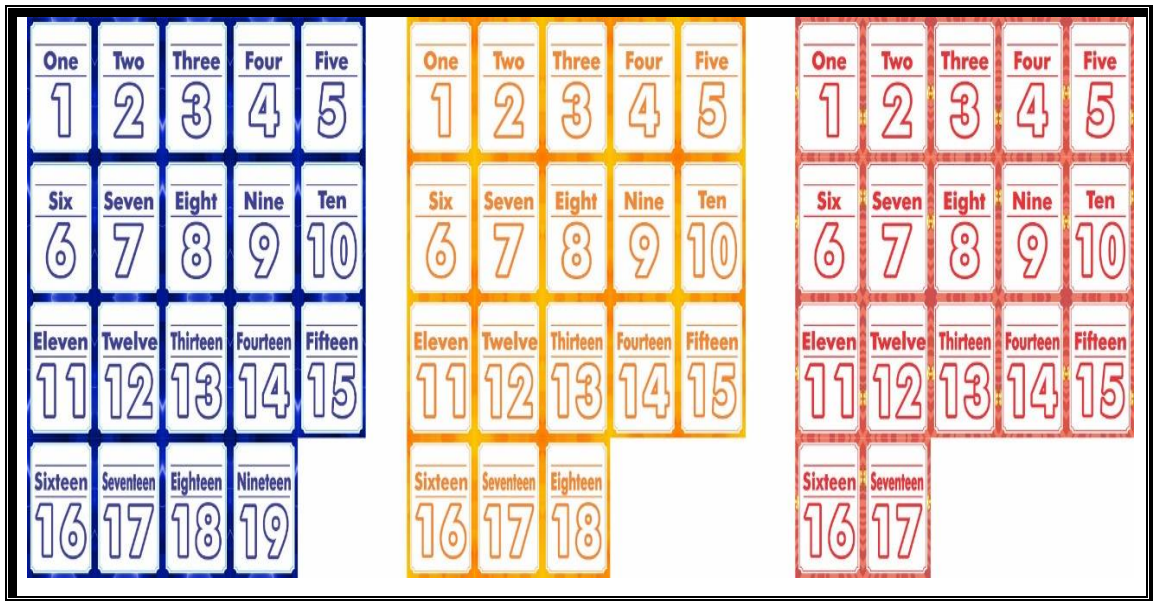 One Two Three Four Five
1 2 3 4 5
Six Seven Eight Nine Ten
6 7 8 9 10
Eleven Twelve Thirteen Fourteen Fifteen
11 12 13 14 15
Sixteen Seventeen Eighteen Nineteen
16 17 18 19
One Two Three Four Five
1 2 3 4 5
Six Seven Eight Nine Ten
6 7 8 9 10
Eleven Twelve Thirteen Fourteen Fifteen
11 12 13 14 15
Sixteen Seventeen Eighteen
16 17 18
One Two Three Four Five
1 2 3 4 5
Six Seven Eight Nine Ten
6 7 8 9 10
Eleven Twelve Thirteen Fourteen Fifteen
11 12 13 14 15
Sixteen Seventeen
16 17